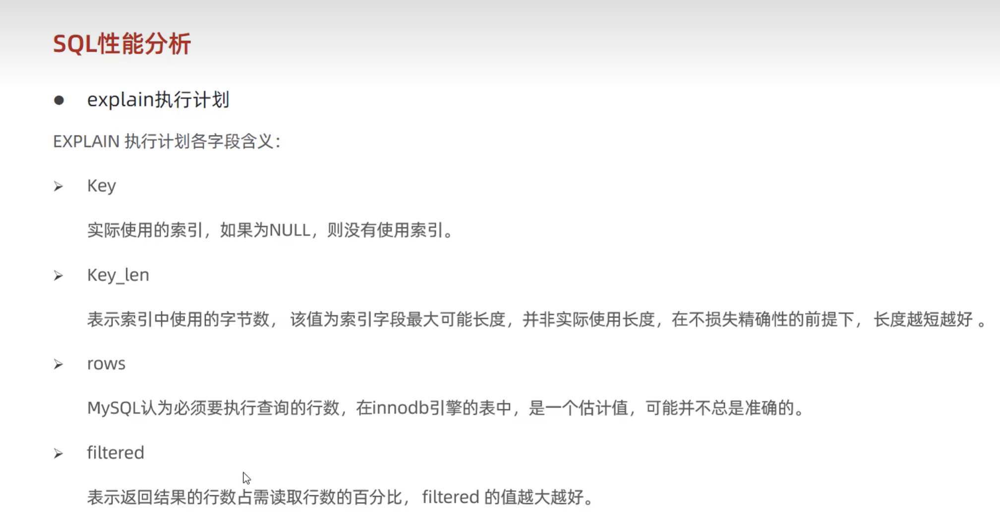 SQL性能分析
● explain执行计划
EXPLAIN 执行计划各字段含义：
➢ Key
实际使用的索引，如果为NULL，则没有使用索引。
➢ Key_len
表示索引中使用的字节数， 该值为索引字段最大可能长度，并非实际使用长度，在不损失精确性的前提下， 长度越短越好 。
➢ rows
MySQL认为必须要执行查询的行数，在innodb引擎的表中，是一个估计值，可能并不总是准确的。
➢ filtered
表示返回结果的行数占需读取行数的百分比， filtered 的值越大越好。